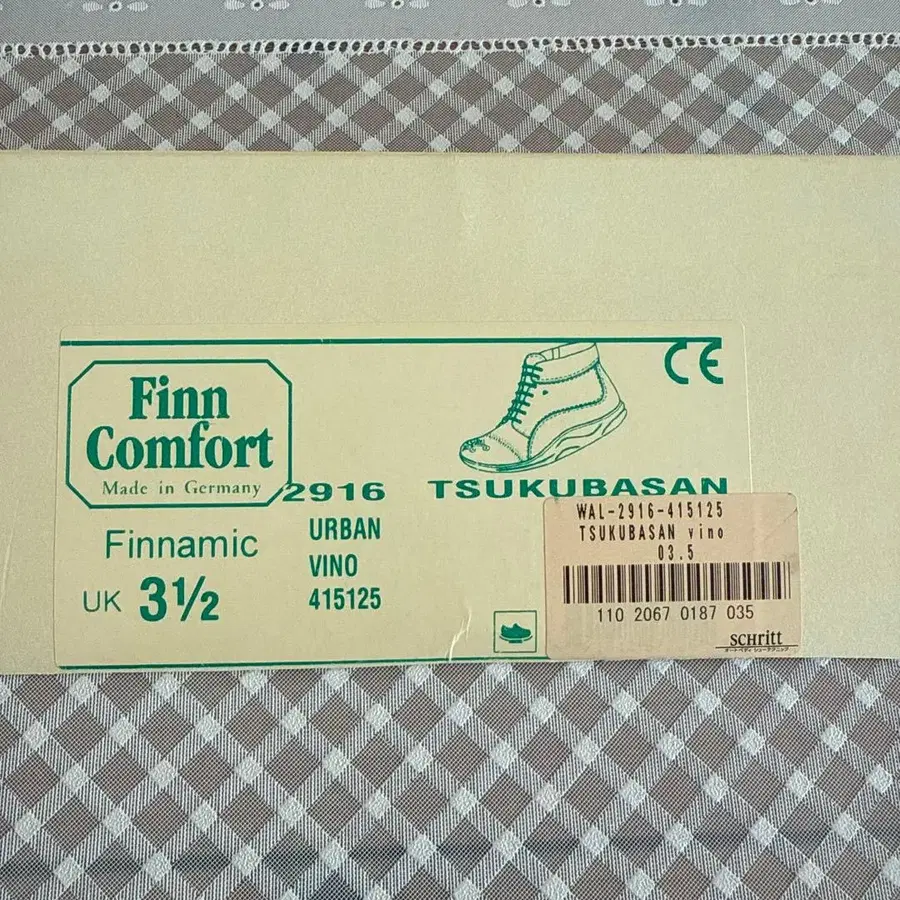 Finn
Comfort
Made in Germany
CE
2916
TSUKUBASAN
Finnamic
URBAN
VINO
415125
UK 3½
WAL-2916-415125
TSUKUBASAN vino
03.5
110 2067 0187 035
SCHritt